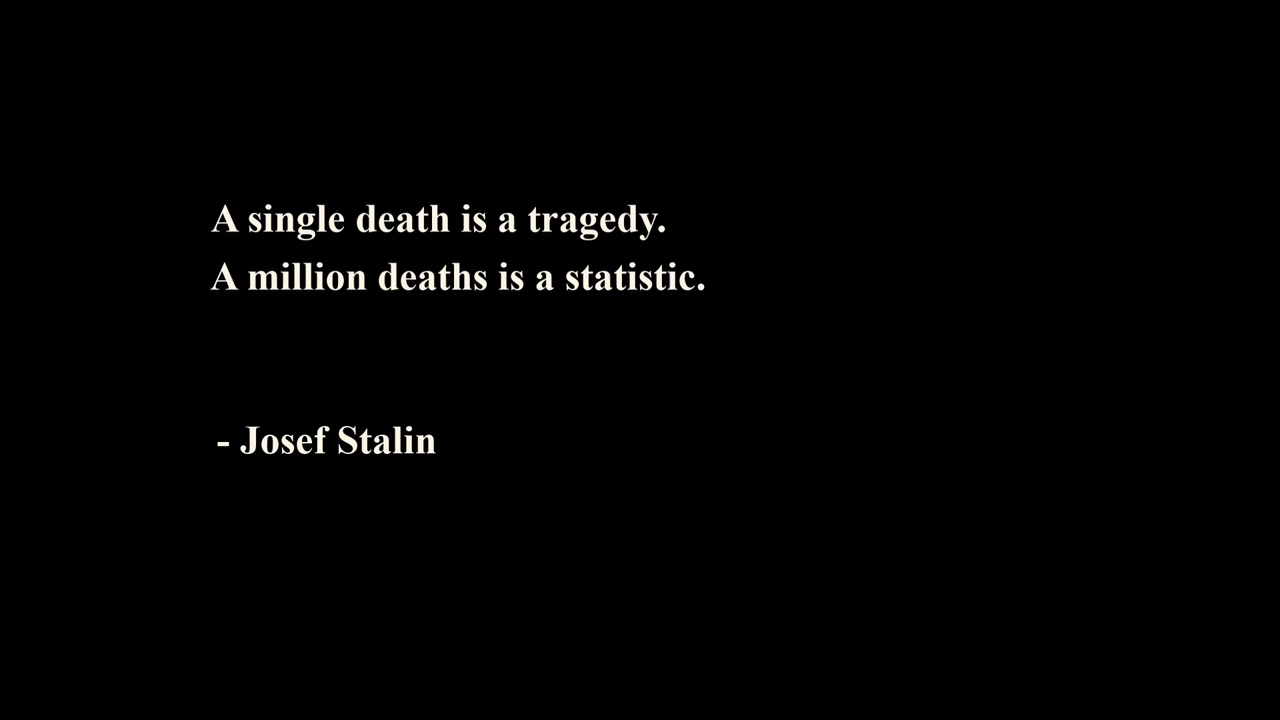 A single death is a tragedy.
A million deaths is a statistic.
- Josef Stalin